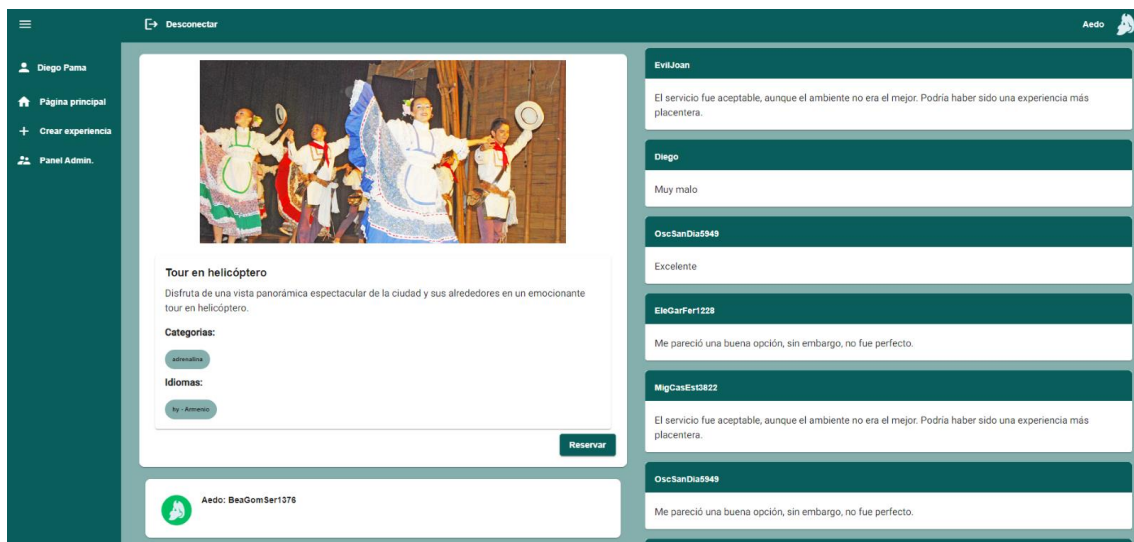 Desconectar
Aedo
Diego Pama
Página principal
Crear experiencia
Panel Admin.
Tour en helicóptero
Disfruta de una vista panorámica espectacular de la ciudad y sus alrededores en un emocionante
tour en helicóptero.
Categorias:
adrenalina
Idiomas:
hy - Armenio
Reservar
Aedo: BeaGomSer1376
EvilJoan
El servicio fue aceptable, aunque el ambiente no era el mejor. Podría haber sido una experiencia más
placentera.
Diego
Muy malo
OscSanDia5949
Excelente
EleGarFer1228
Me pareció una buena opción, sin embargo, no fue perfecto.
MigCasEst3822
El servicio fue aceptable, aunque el ambiente no era el mejor. Podría haber sido una experiencia más
placentera.
OscSanDia5949
Me pareció una buena opción, sin embargo, no fue perfecto.